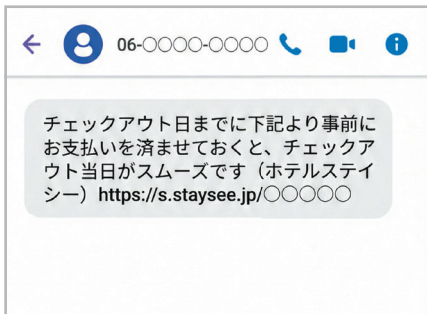 06-○○○○-○○○○
チェックアウト日までに下記より事前に
お支払いを済ませておくと、チェックア
ウト当日がスムーズです（ホテルステイ
シー）https://s.staysee.jp/○○○○○